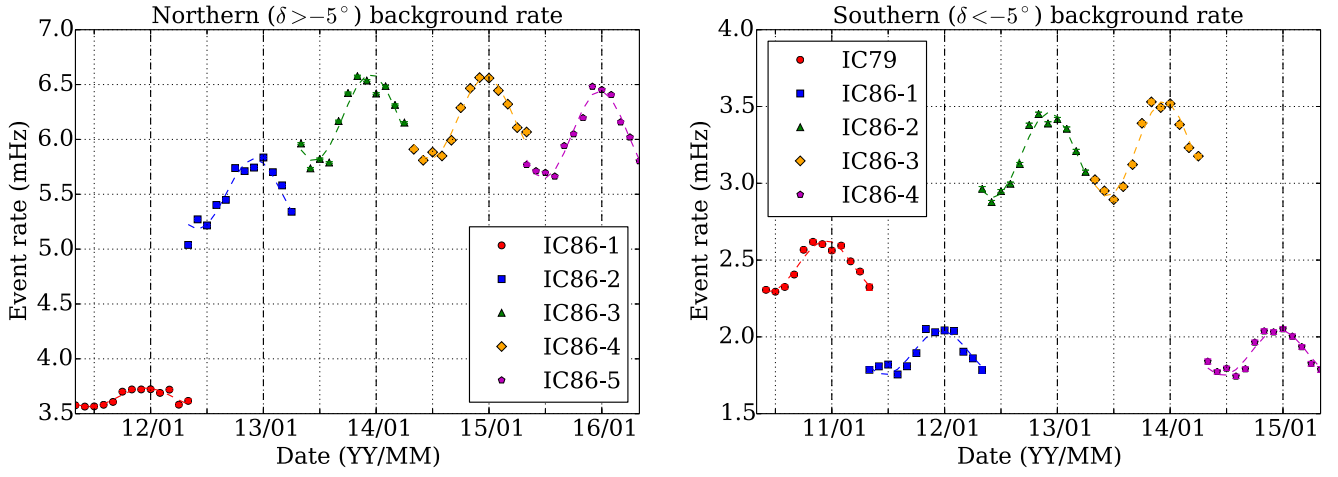 Northern (δ>−5°) background rate
7.0
6.5
6.0
5.5
5.0
4.5
4.0
3.5
Event rate (mHz)
IC86-1
IC86-2
IC86-3
IC86-4
IC86-5
12/01 13/01 14/01 15/01 16/01
Date (YY/MM)
Southern (δ<−5°) background rate
4.0
3.5
3.0
2.5
2.0
1.5
Event rate (mHz)
IC79
IC86-1
IC86-2
IC86-3
IC86-4
11/01 12/01 13/01 14/01 15/01
Date (YY/MM)